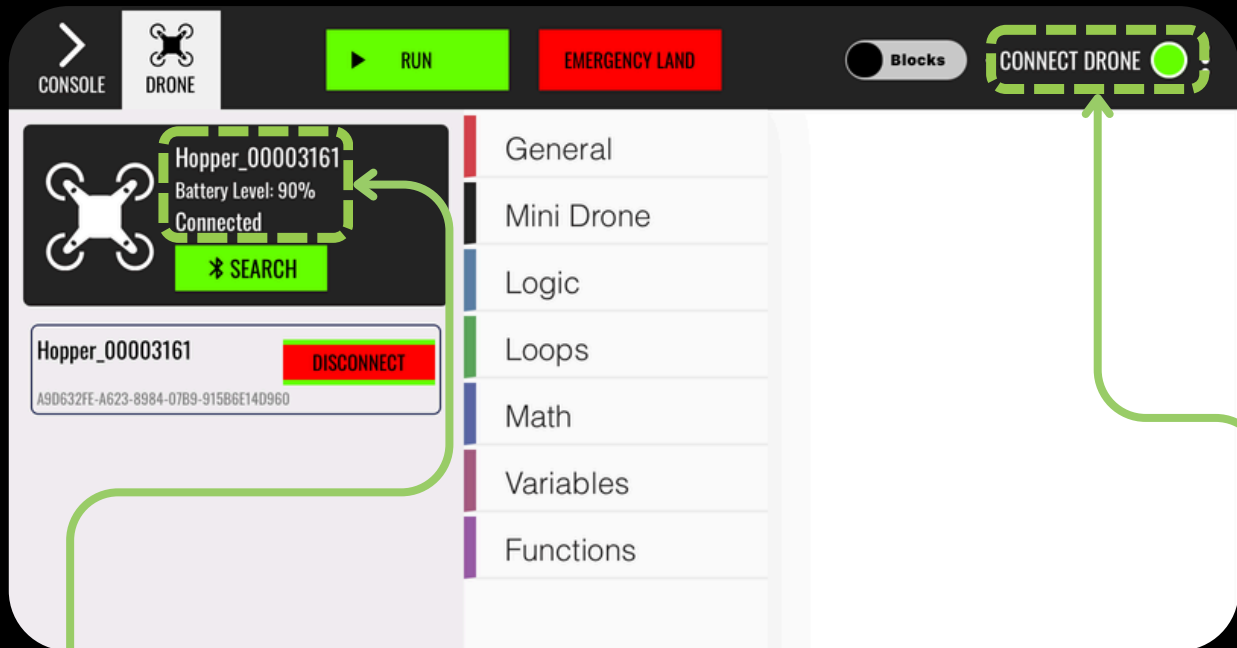 CONSOLE
DRONE
RUN
EMERGENCY LAND
Blocks
CONNECT DRONE
Hopper_00003161
Battery Level: 90%
Connected
SEARCH
Hopper_00003161
DISCONNECT
A9D632FE-A623-8984-07B9-915B6E14D960
General
Mini Drone
Logic
Loops
Math
Variables
Functions